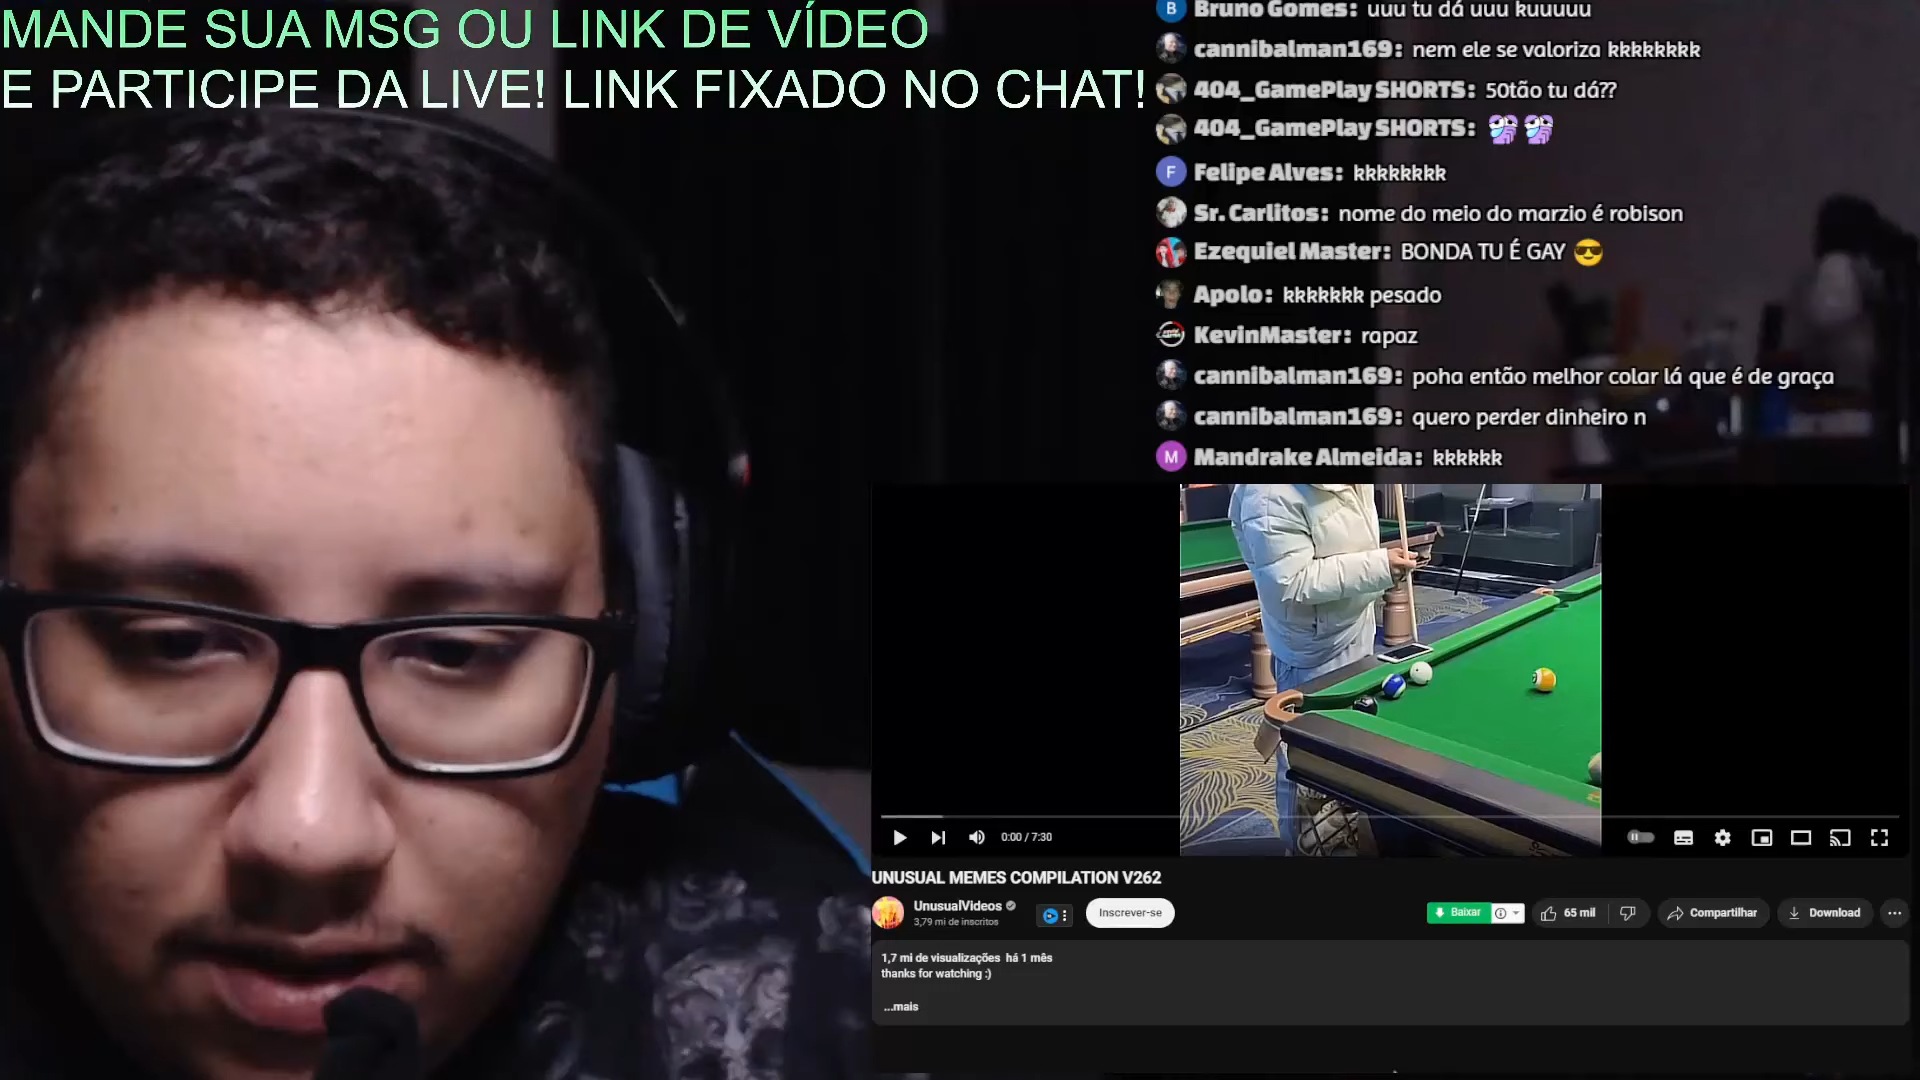 MANDE SUA MSG OU LINK DE VÍDEO
E PARTICIPE DA LIVE! LINK FIXADO NO CHAT!
B Bruno Gomes: uuu tu dá uuu kuuuuu
cannibalman169: nem ele se valoriza kkkkkkkk
404_GamePlay SHORTS: 50tão tu dá??
404_GamePlay SHORTS:
F Felipe Alves: kkkkkkkk
Sr. Carlitos: nome do meio do marzio é robison
Ezequiel Master: BONDA TU É GAY 😎
Apolo: kkkkkkk pesado
KevinMaster: rapaz
cannibalman169: poha então melhor colar lá que é de graça
cannibalman169: quero perder dinheiro n
M Mandrake Almeida: kkkkkk
0:00 / 7:30
UNUSUAL MEMES COMPILATION V262
UnusualVideos
3,79 mi de inscritos
Inscrever-se
Baixar
65 mil
Compartilhar
Download
1,7 mi de visualizações há 1 mês
thanks for watching :)
...mais